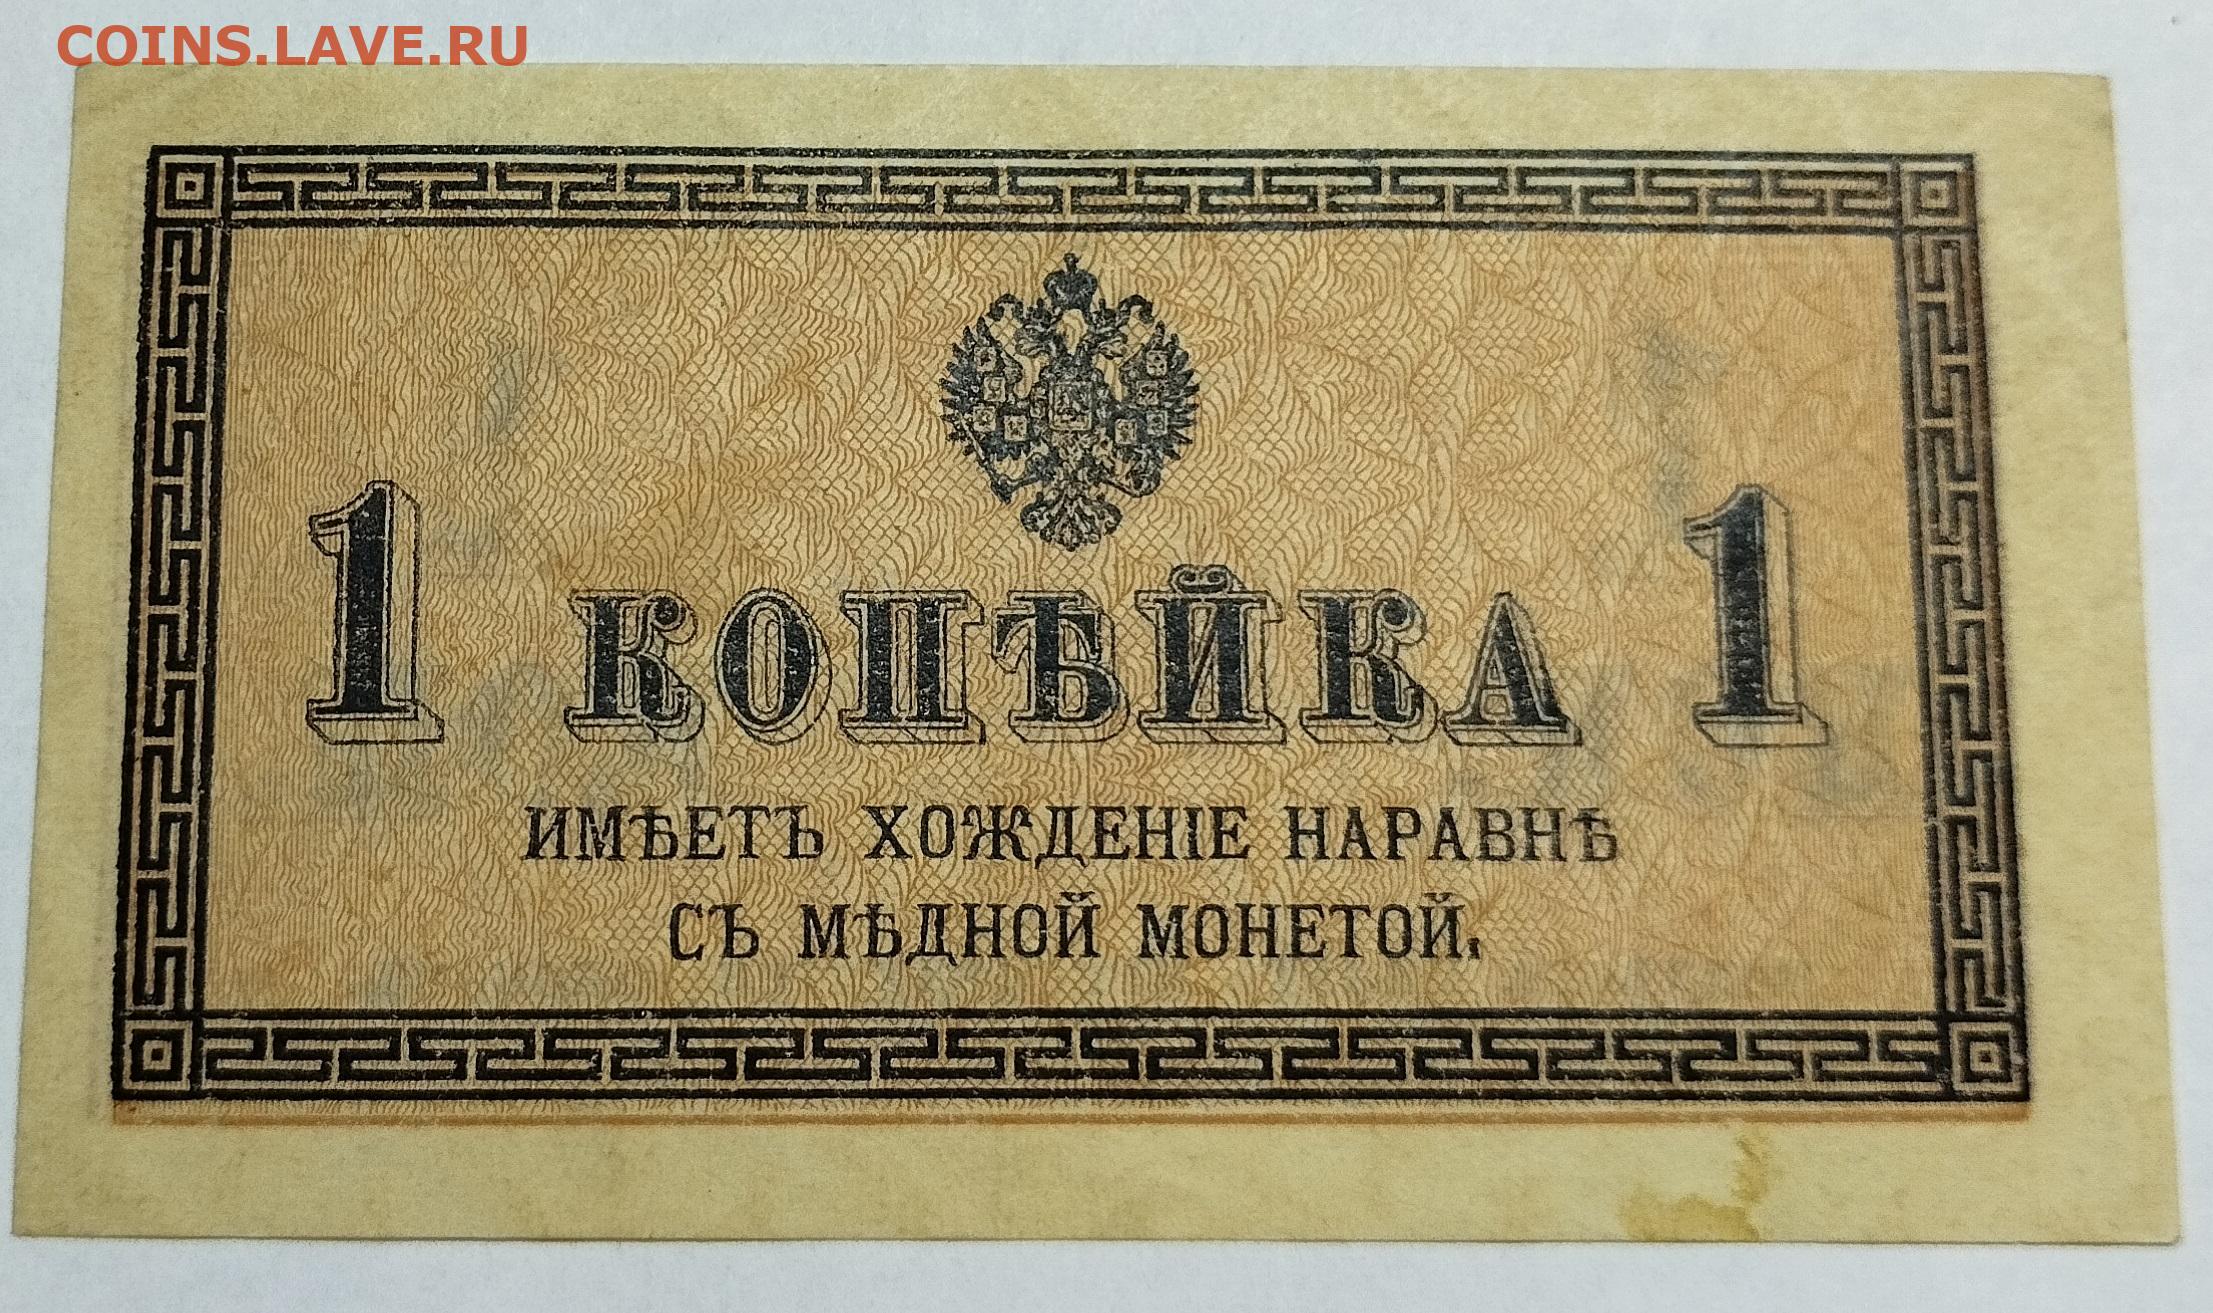 COINS.LAVE.RU
1 КОПѢЙКА 1
ИМѢЕТЪ ХОЖДЕНІЕ НАРАВНѢ
СЪ МѢДНОЙ МОНЕТОЙ.